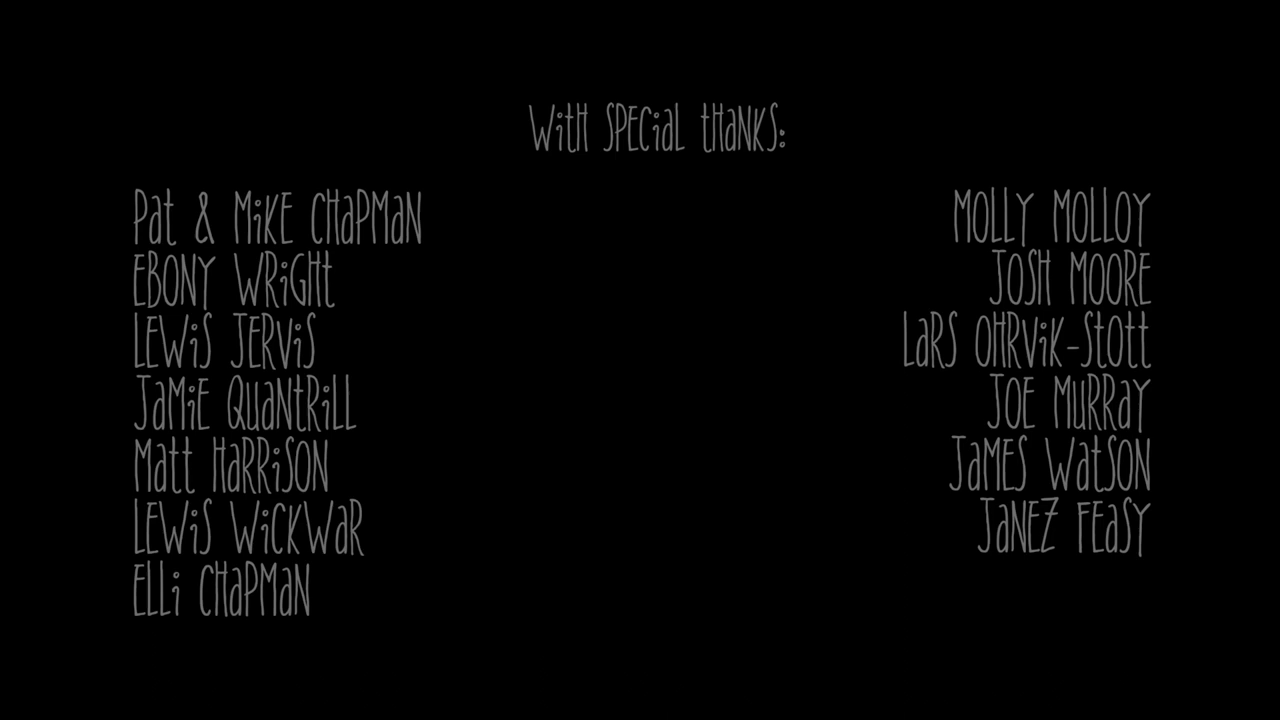 With Special thanks:
Pat & Mike Chapman
Ebony Wright
Lewis Jervis
Jamie Quantrill
Matt Harrison
Lewis Wickwar
Elli Chapman
Molly Molloy
Josh Moore
Lars Ohrvik-Stott
Joe Murray
James Watson
Janez Feasy